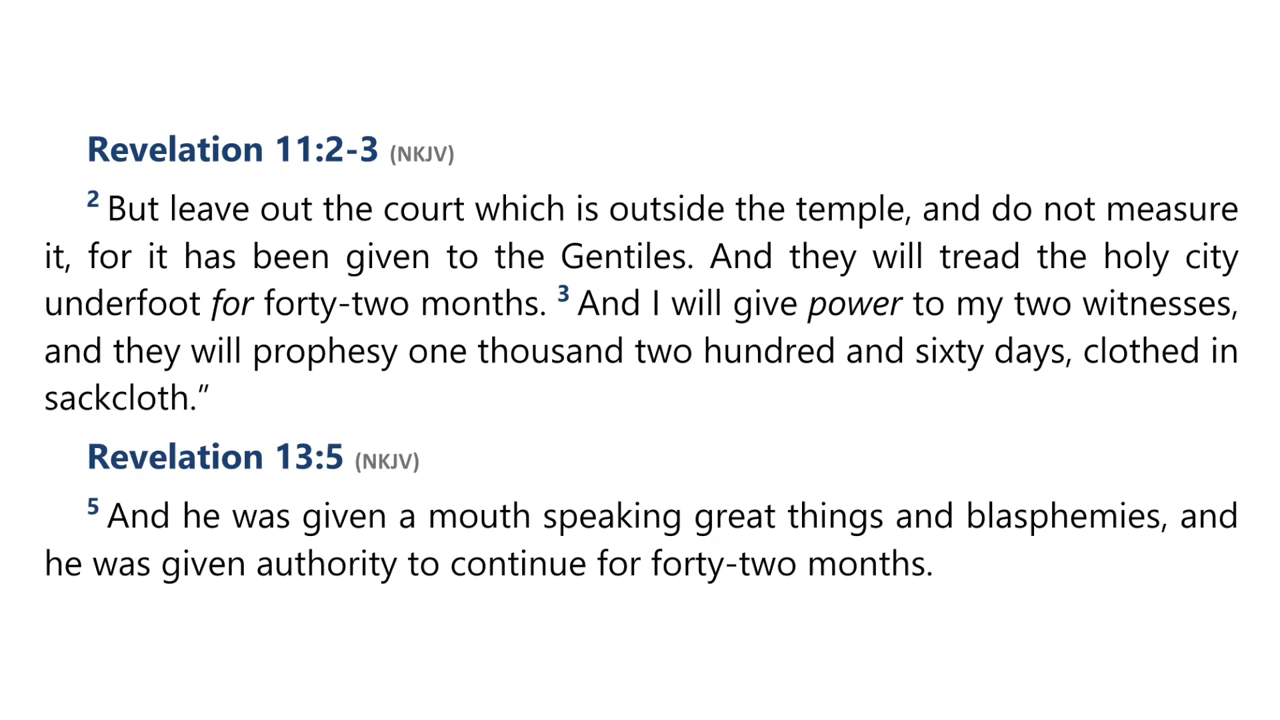 Revelation 11:2-3 (NKJV)
2 But leave out the court which is outside the temple, and do not measure
it, for it has been given to the Gentiles. And they will tread the holy city
underfoot for forty-two months. 3 And I will give power to my two witnesses,
and they will prophesy one thousand two hundred and sixty days, clothed in
sackcloth.”
Revelation 13:5 (NKJV)
5 And he was given a mouth speaking great things and blasphemies, and
he was given authority to continue for forty-two months.